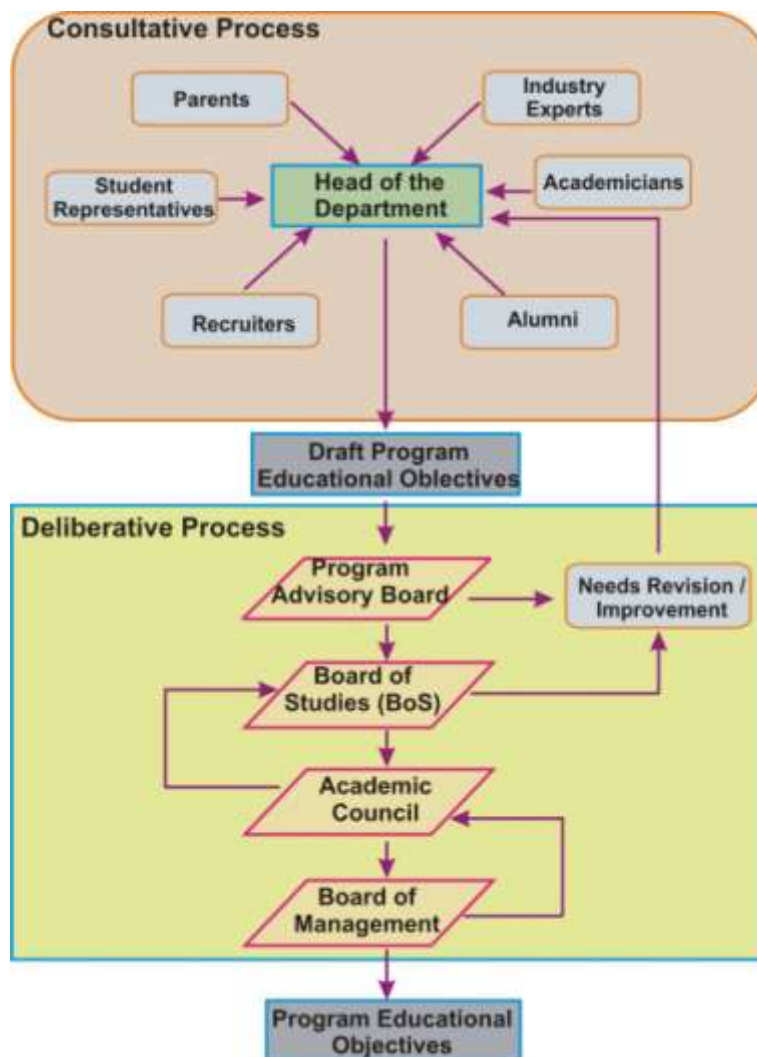 Consultative Process
Parents
Industry
Experts
Student
Representatives
Head of the
Department
Academicians
Recruiters
Alumni
Draft Program
Educational Oblectives
Deliberative Process
Program
Advisory Board
Needs Revision /
Improvement
Board of
Studies (BoS)
Academic
Council
Board of
Management
Program Educational
Objectives